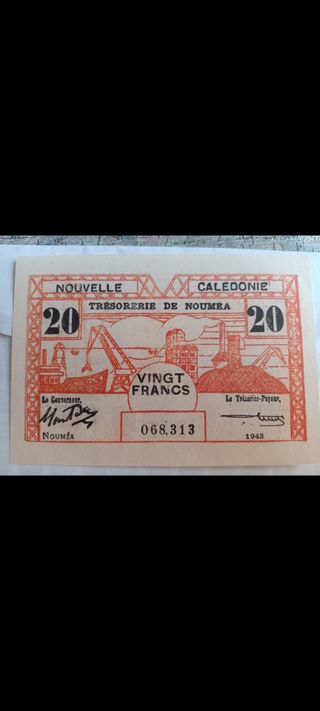 NOUVELLE CALEDONIE
TRÉSORERIE DE NOUMÉA
20 20
VINGT
FRANCS
Le Gouverneur, Le Trésorier-Payeur,
068,313
NOUMÉA 1943